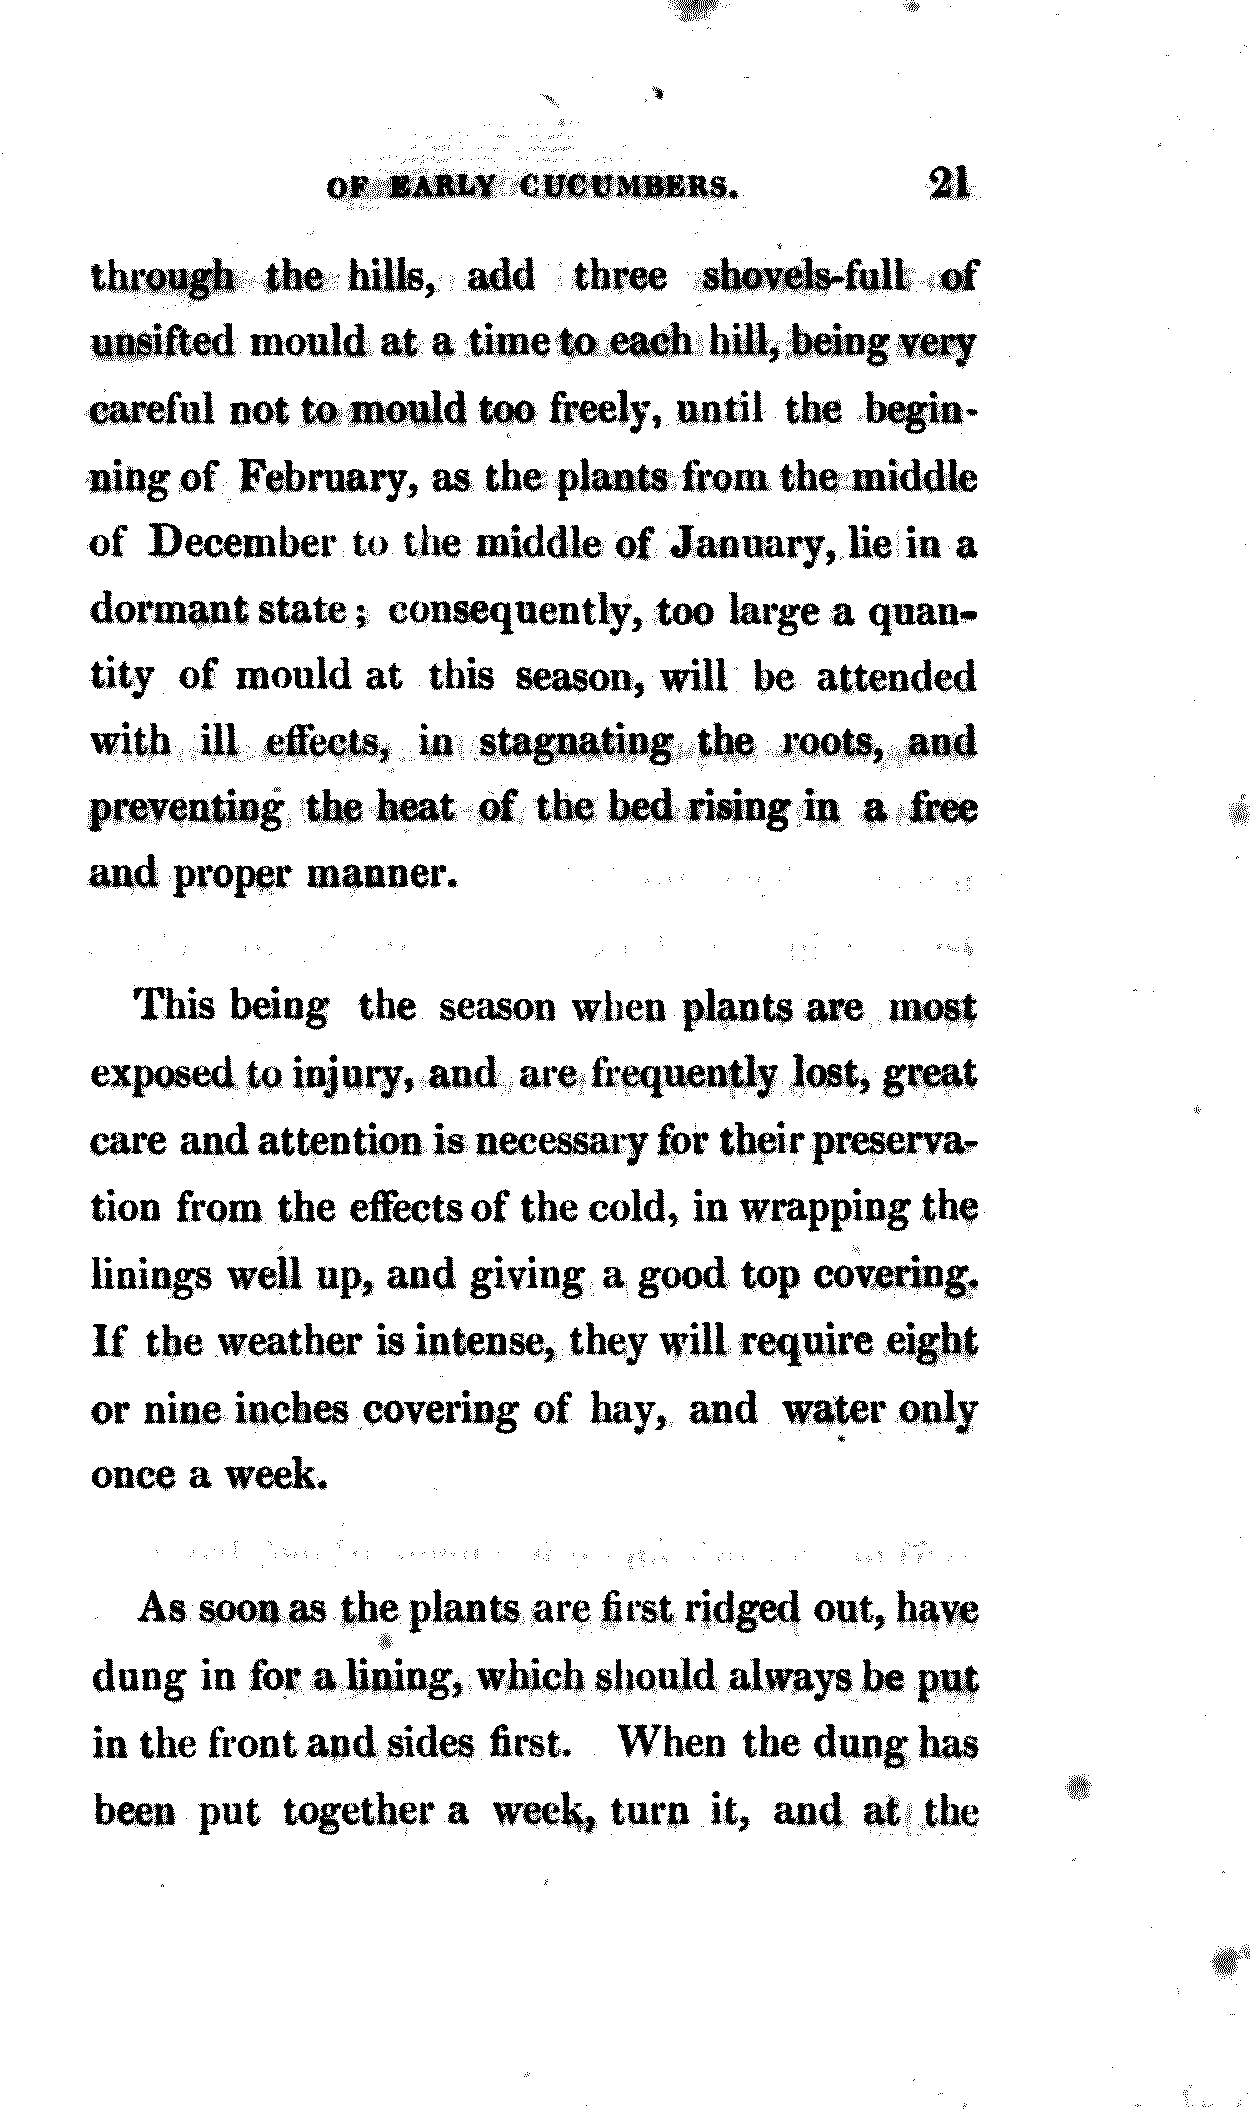 OF EARLY CUCUMBERS. 21
through the hills, add three shovels-full of
unsifted mould at a time to each hill, being very
careful not to mould too freely, until the begin-
ning of February, as the plants from the middle
of December to the middle of January, lie in a
dormant state; consequently, too large a quan-
tity of mould at this season, will be attended
with ill effects, in stagnating the roots, and
preventing the heat of the bed rising in a free
and proper manner.
This being the season when plants are most
exposed to injury, and are frequently lost, great
care and attention is necessary for their preserva-
tion from the effects of the cold, in wrapping the
linings well up, and giving a good top covering.
If the weather is intense, they will require eight
or nine inches covering of hay, and water only
once a week.
As soon as the plants are first ridged out, have
dung in for a lining, which should always be put
in the front and sides first. When the dung has
been put together a week, turn it, and at the